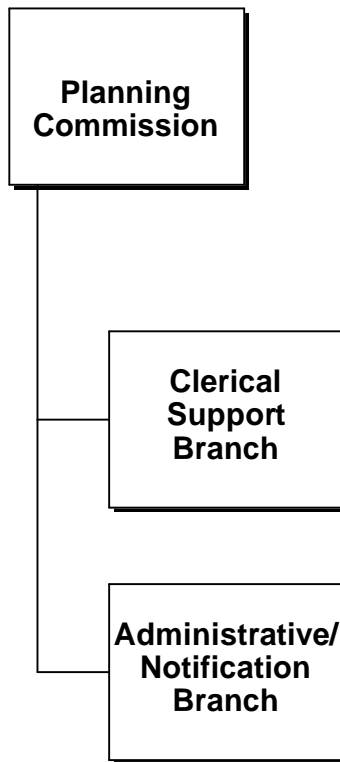 Planning
Commission
Clerical
Support
Branch
Administrative/
Notification
Branch